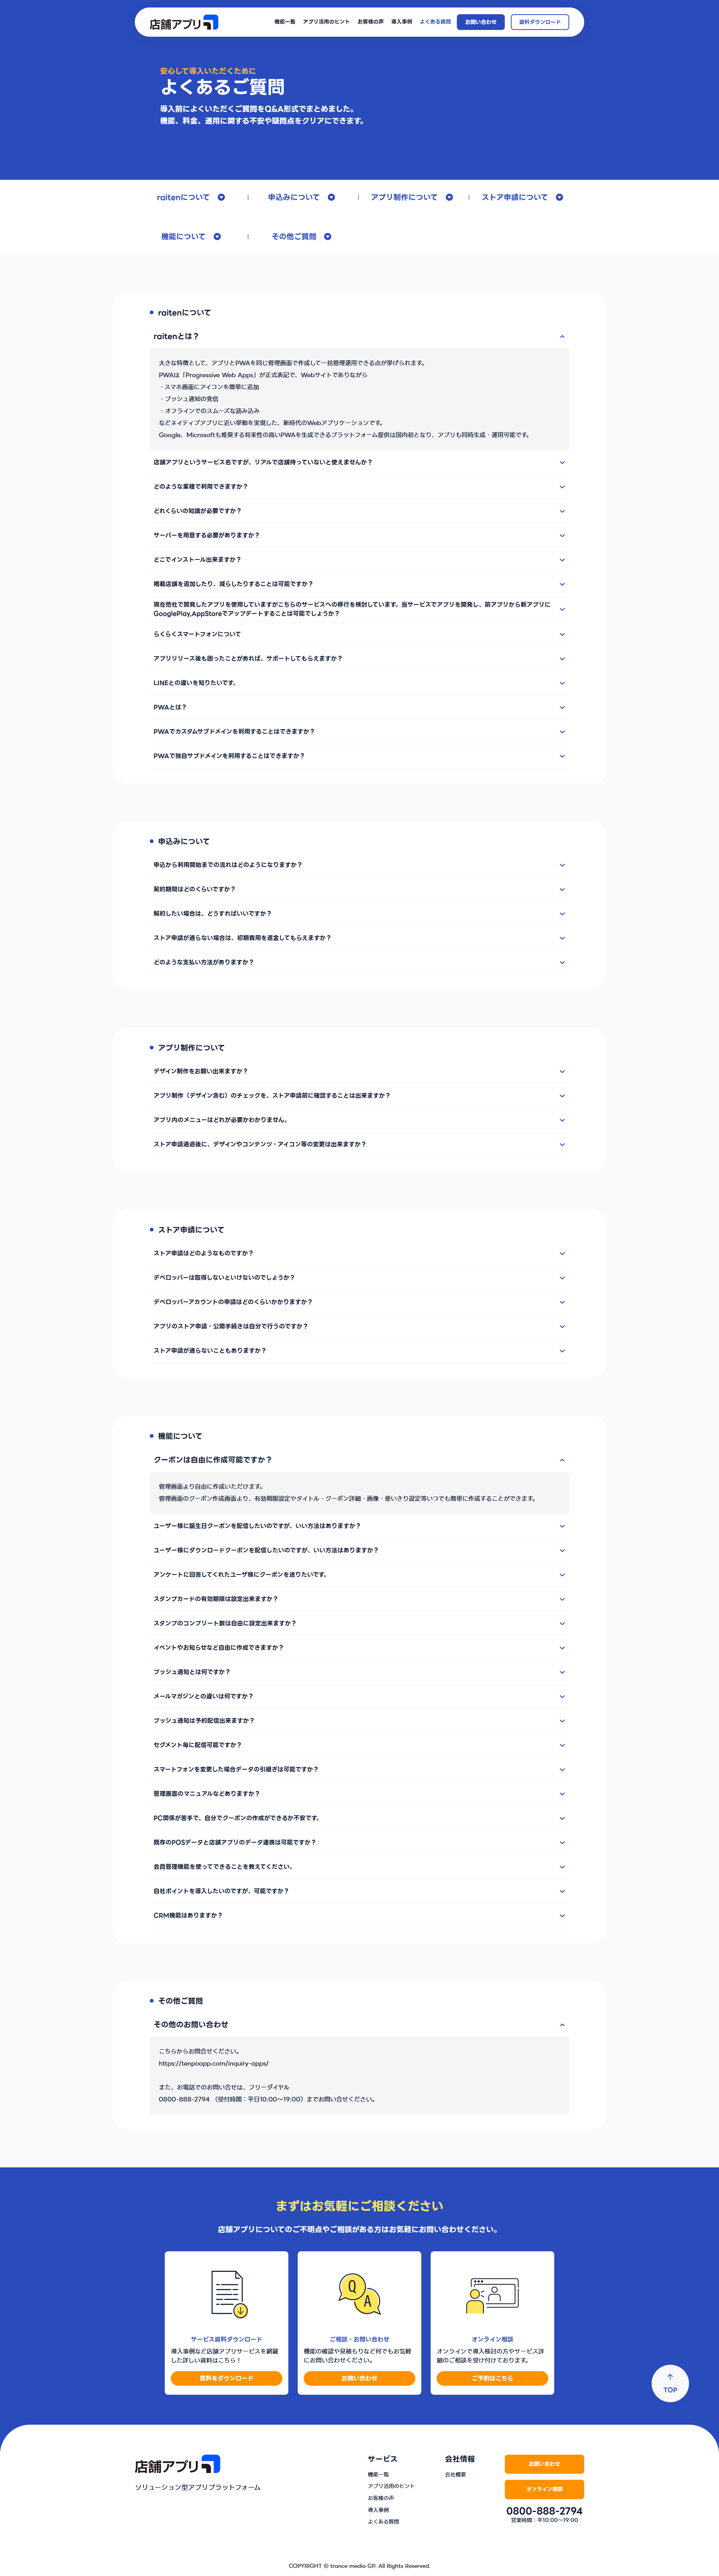 店舗アプリ
機能一覧
アプリ活用のヒント
お客様の声
導入事例
よくある質問
お問い合わせ
資料ダウンロード
安心して導入いただくために
よくあるご質問
導入前によくいただくご質問をQ&A形式でまとめました。
機能、料金、運用に関する不安や疑問点をクリアにできます。
raitenについて
申込みについて
アプリ制作について
ストア申請について
機能について
その他ご質問
raitenについて
raitenとは？
大きな特徴として、アプリとPWAを同じ管理画面で作成して一括管理運用できる点が挙げられます。
PWAは「Progressive Web Apps」が正式表記で、Webサイトでありながら
・スマホ画面にアイコンを簡単に追加
・プッシュ通知の発信
・オフラインでのスムーズな読み込み
などネイティブアプリに近い挙動を実現した、新時代のWebアプリケーションです。
Google、Microsoftも推奨する将来性の高いPWAを生成できるプラットフォーム提供は国内初となり、アプリも同時生成・運用可能です。
店舗アプリというサービス名ですが、リアルで店舗持っていないと使えませんか？
どのような業種で利用できますか？
どれくらいの知識が必要ですか？
サーバーを用意する必要がありますか？
どこでインストール出来ますか？
掲載店舗を追加したり、減らしたりすることは可能ですか？
現在他社で開発したアプリを使用していますがこちらのサービスへの移行を検討しています。当サービスでアプリを開発し、前アプリから新アプリに
GooglePlay,AppStoreでアップデートすることは可能でしょうか？
らくらくスマートフォンについて
アプリリリース後も困ったことがあれば、サポートしてもらえますか？
LINEとの違いを知りたいです。
PWAとは？
PWAでカスタムサブドメインを利用することはできますか？
PWAで独自サブドメインを利用することはできますか？
申込みについて
申込から利用開始までの流れはどのようになりますか？
契約期間はどのくらいですか？
解約したい場合は、どうすればいいですか？
ストア申請が通らない場合は、初期費用を返金してもらえますか？
どのような支払い方法がありますか？
アプリ制作について
デザイン制作をお願い出来ますか？
アプリ制作（デザイン含む）のチェックを、ストア申請前に確認することは出来ますか？
アプリ内のメニューはどれが必要かわかりません。
ストア申請通過後に、デザインやコンテンツ・アイコン等の変更は出来ますか？
ストア申請について
ストア申請はどのようなものですか？
デベロッパーは取得しないといけないのでしょうか？
デベロッパーアカウントの申請はどのくらいかかりますか？
アプリのストア申請・公開手続きは自分で行うのですか？
ストア申請が通らないこともありますか？
機能について
クーポンは自由に作成可能ですか？
管理画面より自由に作成いただけます。
管理画面のクーポン作成画面より、有効期限設定やタイトル・クーポン詳細・画像・使いきり設定等いつでも簡単に作成することができます。
ユーザー様に誕生日クーポンを配信したいのですが、いい方法はありますか？
ユーザー様にダウンロードクーポンを配信したいのですが、いい方法はありますか？
アンケートに回答してくれたユーザ様にクーポンを送りたいです。
スタンプカードの有効期限は設定出来ますか？
スタンプのコンプリート数は自由に設定出来ますか？
イベントやお知らせなど自由に作成できますか？
プッシュ通知とは何ですか？
メールマガジンとの違いは何ですか？
プッシュ通知は予約配信出来ますか？
セグメント毎に配信可能ですか？
スマートフォンを変更した場合データの引継ぎは可能ですか？
管理画面のマニュアルなどありますか？
PC関係が苦手で、自分でクーポンの作成ができるか不安です。
既存のPOSデータと店舗アプリのデータ連携は可能ですか？
会員管理機能を使ってできることを教えてください。
自社ポイントを導入したいのですが、可能ですか？
CRM機能はありますか？
その他ご質問
その他のお問い合わせ
こちらからお問合せください。
https://tenpoapp.com/inquiry-apps/
また、お電話でのお問い合せは、フリーダイヤル
0800-888-2794 （受付時間：平日10:00〜19:00）までお問い合せください。
まずはお気軽にご相談ください
店舗アプリについてのご不明点やご相談がある方はお気軽にお問い合わせください。
Q
A
サービス資料ダウンロード
導入事例など店舗アプリサービスを網羅
した詳しい資料はこちら！
資料をダウンロード
ご相談・お問い合わせ
機能の確認や見積もりなど何でもお気軽
にお問い合わせください。
お問い合わせ
オンライン相談
オンラインで導入検討の方やサービス詳
細のご相談を受け付けております。
ご予約はこちら
TOP
店舗アプリ
ソリューション型アプリプラットフォーム
サービス
機能一覧
アプリ活用のヒント
お客様の声
導入事例
よくある質問
会社情報
会社概要
お問い合わせ
オンライン相談
0800-888-2794
営業時間：平10:00〜19:00
COPYRIGHT © trance media GP. All Rights Reserved.